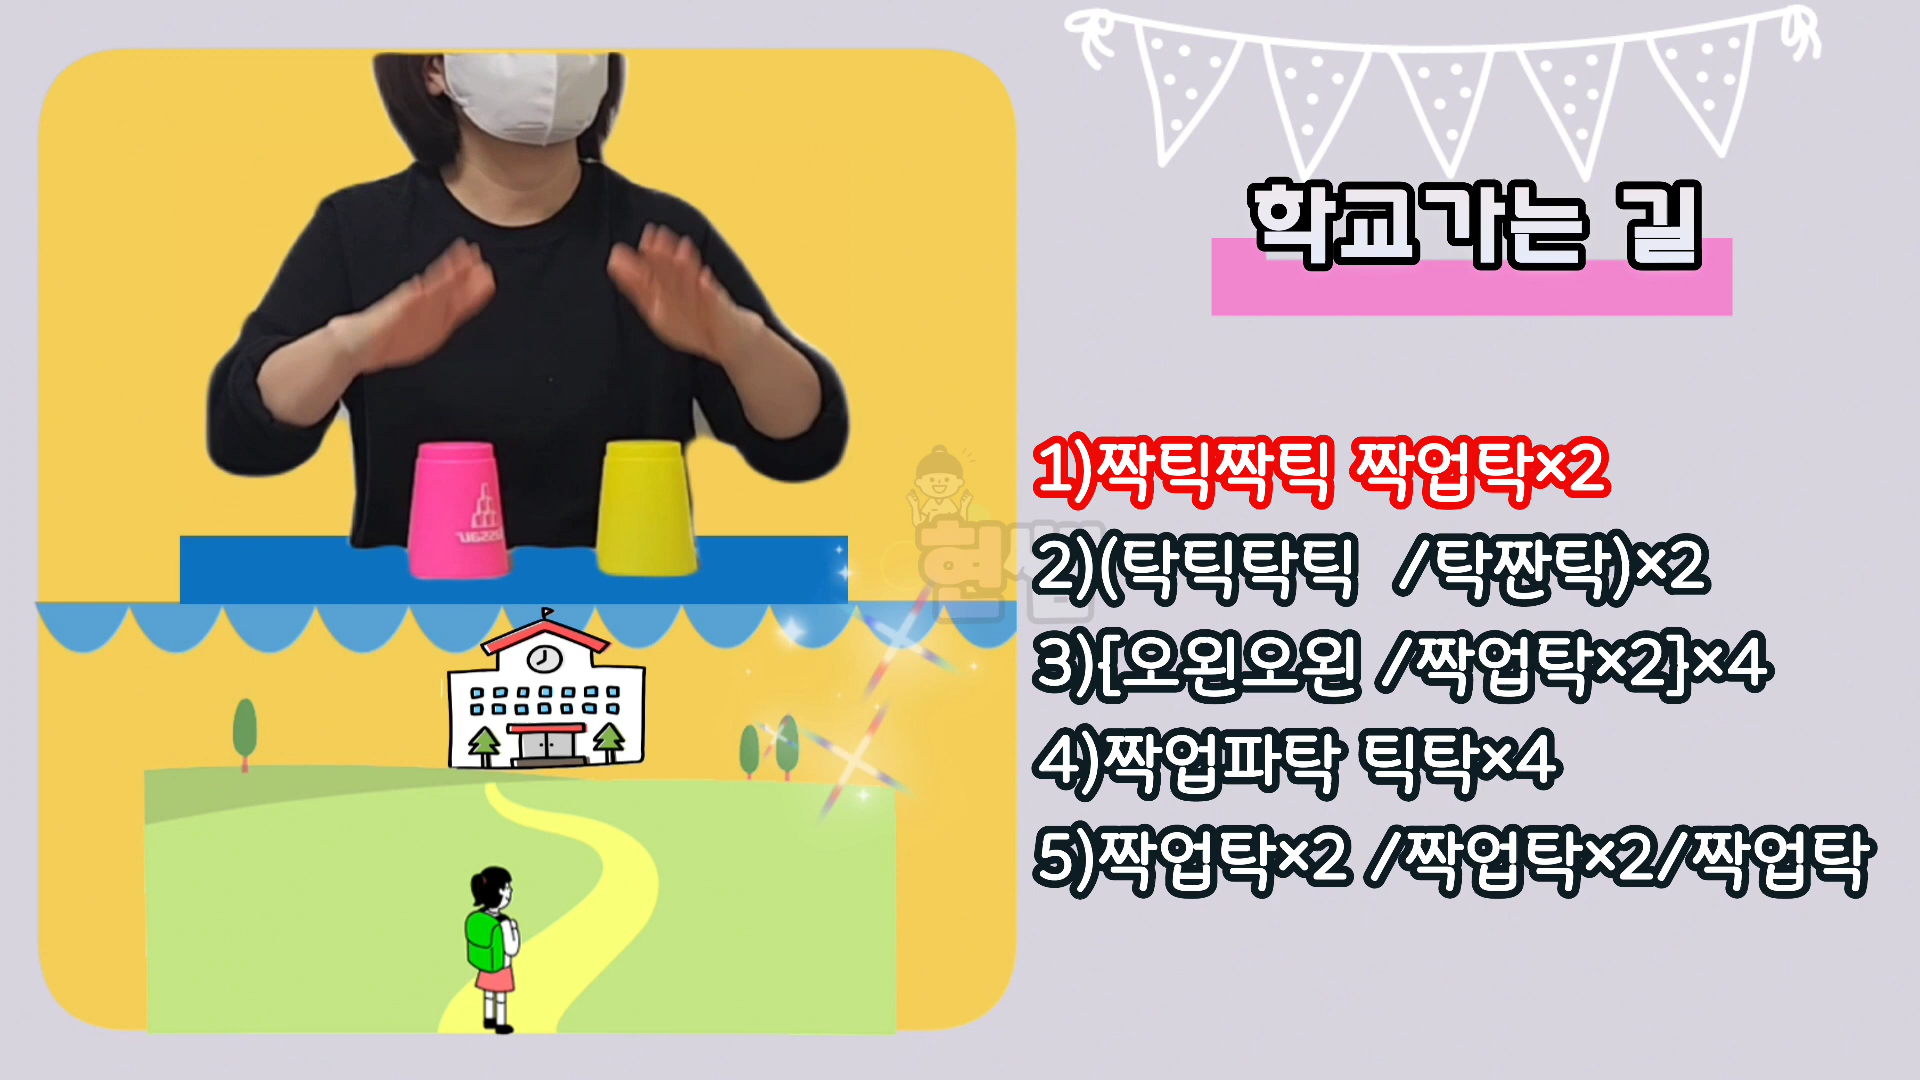 학교가는 길
1)짝틱짝틱 짝업탁×2
2)(탁틱탁틱 /탁짠탁)×2
3)[오왼오왼 /짝업탁×2]×4
4)짝업파탁 틱탁×4
5)짝업탁×2 /짝업탁×2/짝업탁